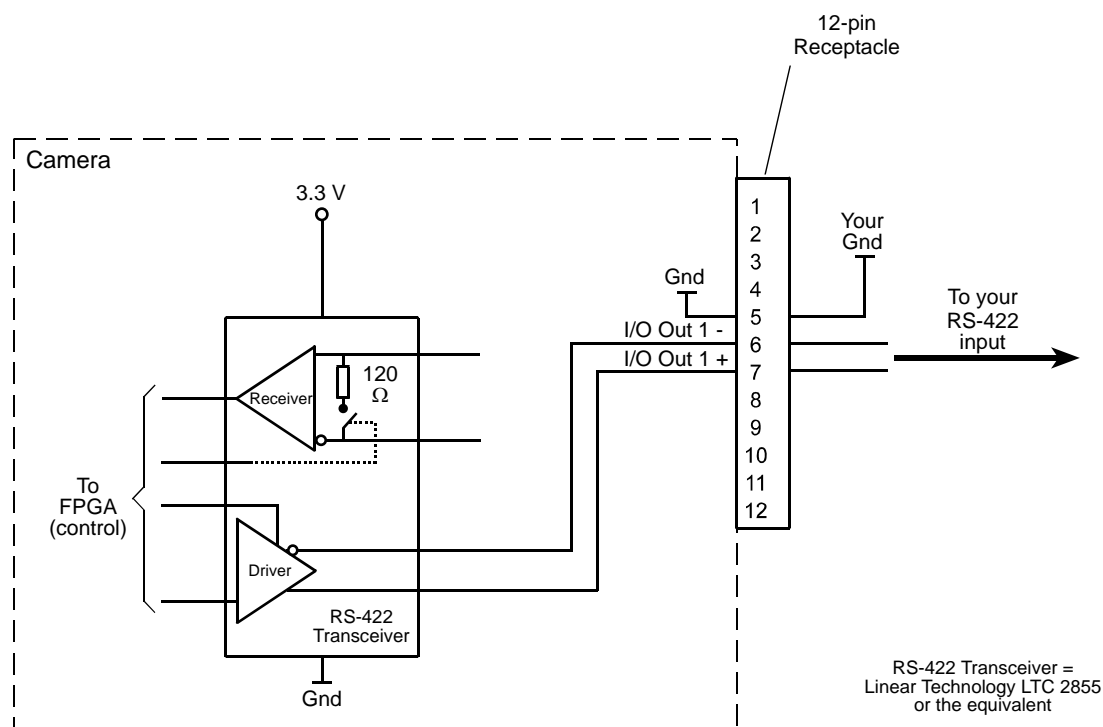 12-pin
Receptacle
Camera
3.3 V
1
2
3
4
5
6
7
8
9
10
11
12
Your
Gnd
Gnd
I/O Out 1 -
I/O Out 1 +
To your
RS-422
input
Receiver
120
Ω
To
FPGA
(control)
Driver
RS-422
Transceiver
Gnd
RS-422 Transceiver =
Linear Technology LTC 2855
or the equivalent